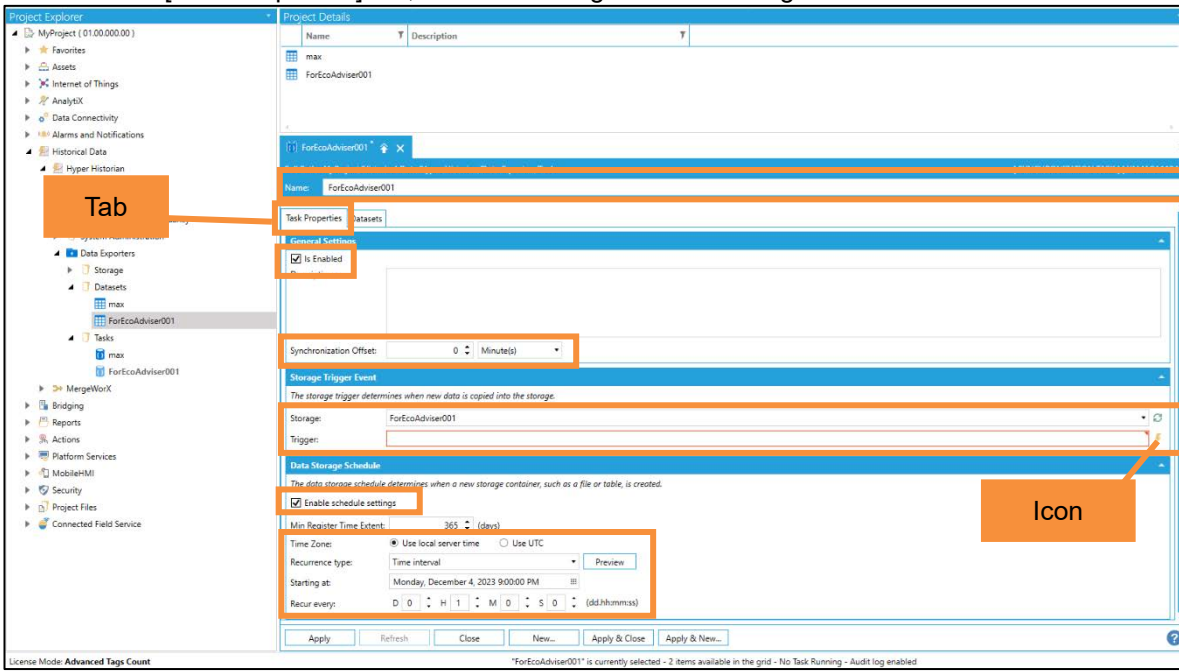 Project Explorer
MyProject ( 01.00.000.00 )
Favorites
Assets
Internet of Things
AnalytiX
Data Connectivity
Alarms and Notifications
Historical Data
Hyper Historian
Tab
System Administration
Data Exporters
Storage
Datasets
max
ForEcoAdviser001
Tasks
max
ForEcoAdviser001
MergeWorX
Bridging
Reports
Actions
Platform Services
MobileHMI
Security
Project Files
Connected Field Service
Project Details
Name Description
max
ForEcoAdviser001
ForEcoAdviser001*
Name: ForEcoAdviser001
Task Properties Datasets
General Settings
Is Enabled
Synchronization Offset: 0 Minute(s)
Storage Trigger Event
The storage trigger determines when new data is copied into the storage.
Storage: ForEcoAdviser001
Trigger:
Data Storage Schedule
The data storage schedule determines when a new storage container, such as a file or table, is created.
Enable schedule settings
Icon
Min Register Time Extent: 365 (days)
Time Zone: Use local server time Use UTC
Recurrence type: Time interval Preview
Starting at: Monday, December 4, 2023 9:00:00 PM
Recur every: D 0 H 1 M 0 S 0 (dd.hh:mm:ss)
Apply Refresh Close New... Apply & Close Apply & New...
License Mode: Advanced Tags Count "ForEcoAdviser001" is currently selected - 2 items available in the grid - No Task Running - Audit log enabled